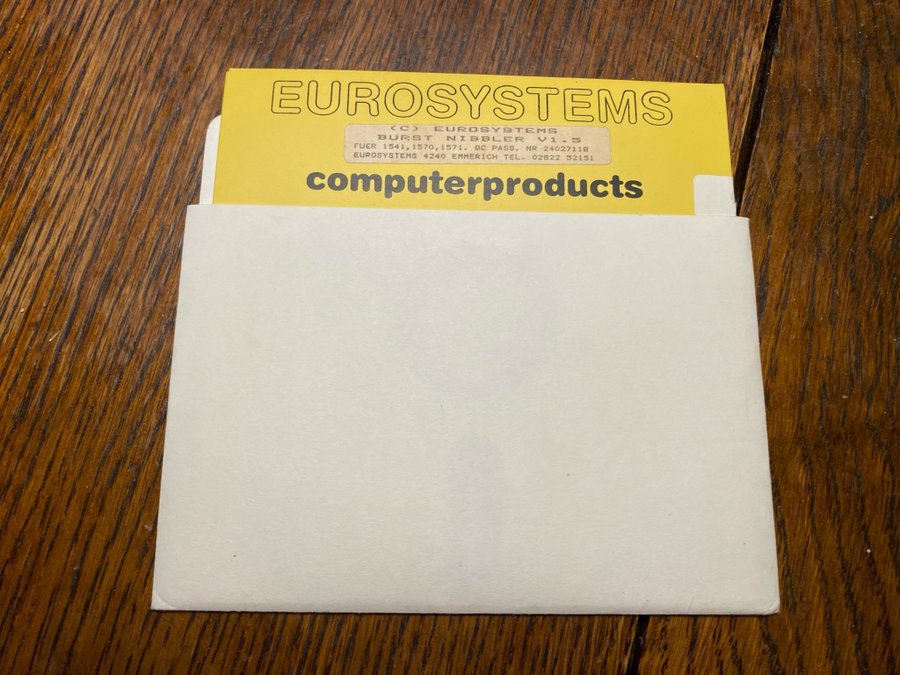 EUROSYSTEMS
(C) EUROSYSTEMS
BURST NIBBLER V1.5
FUER 1541,1570,1571. QC PASS. NR 24027118
EUROSYSTEMS 4240 EMMERICH TEL. 02822 52151
computerproducts